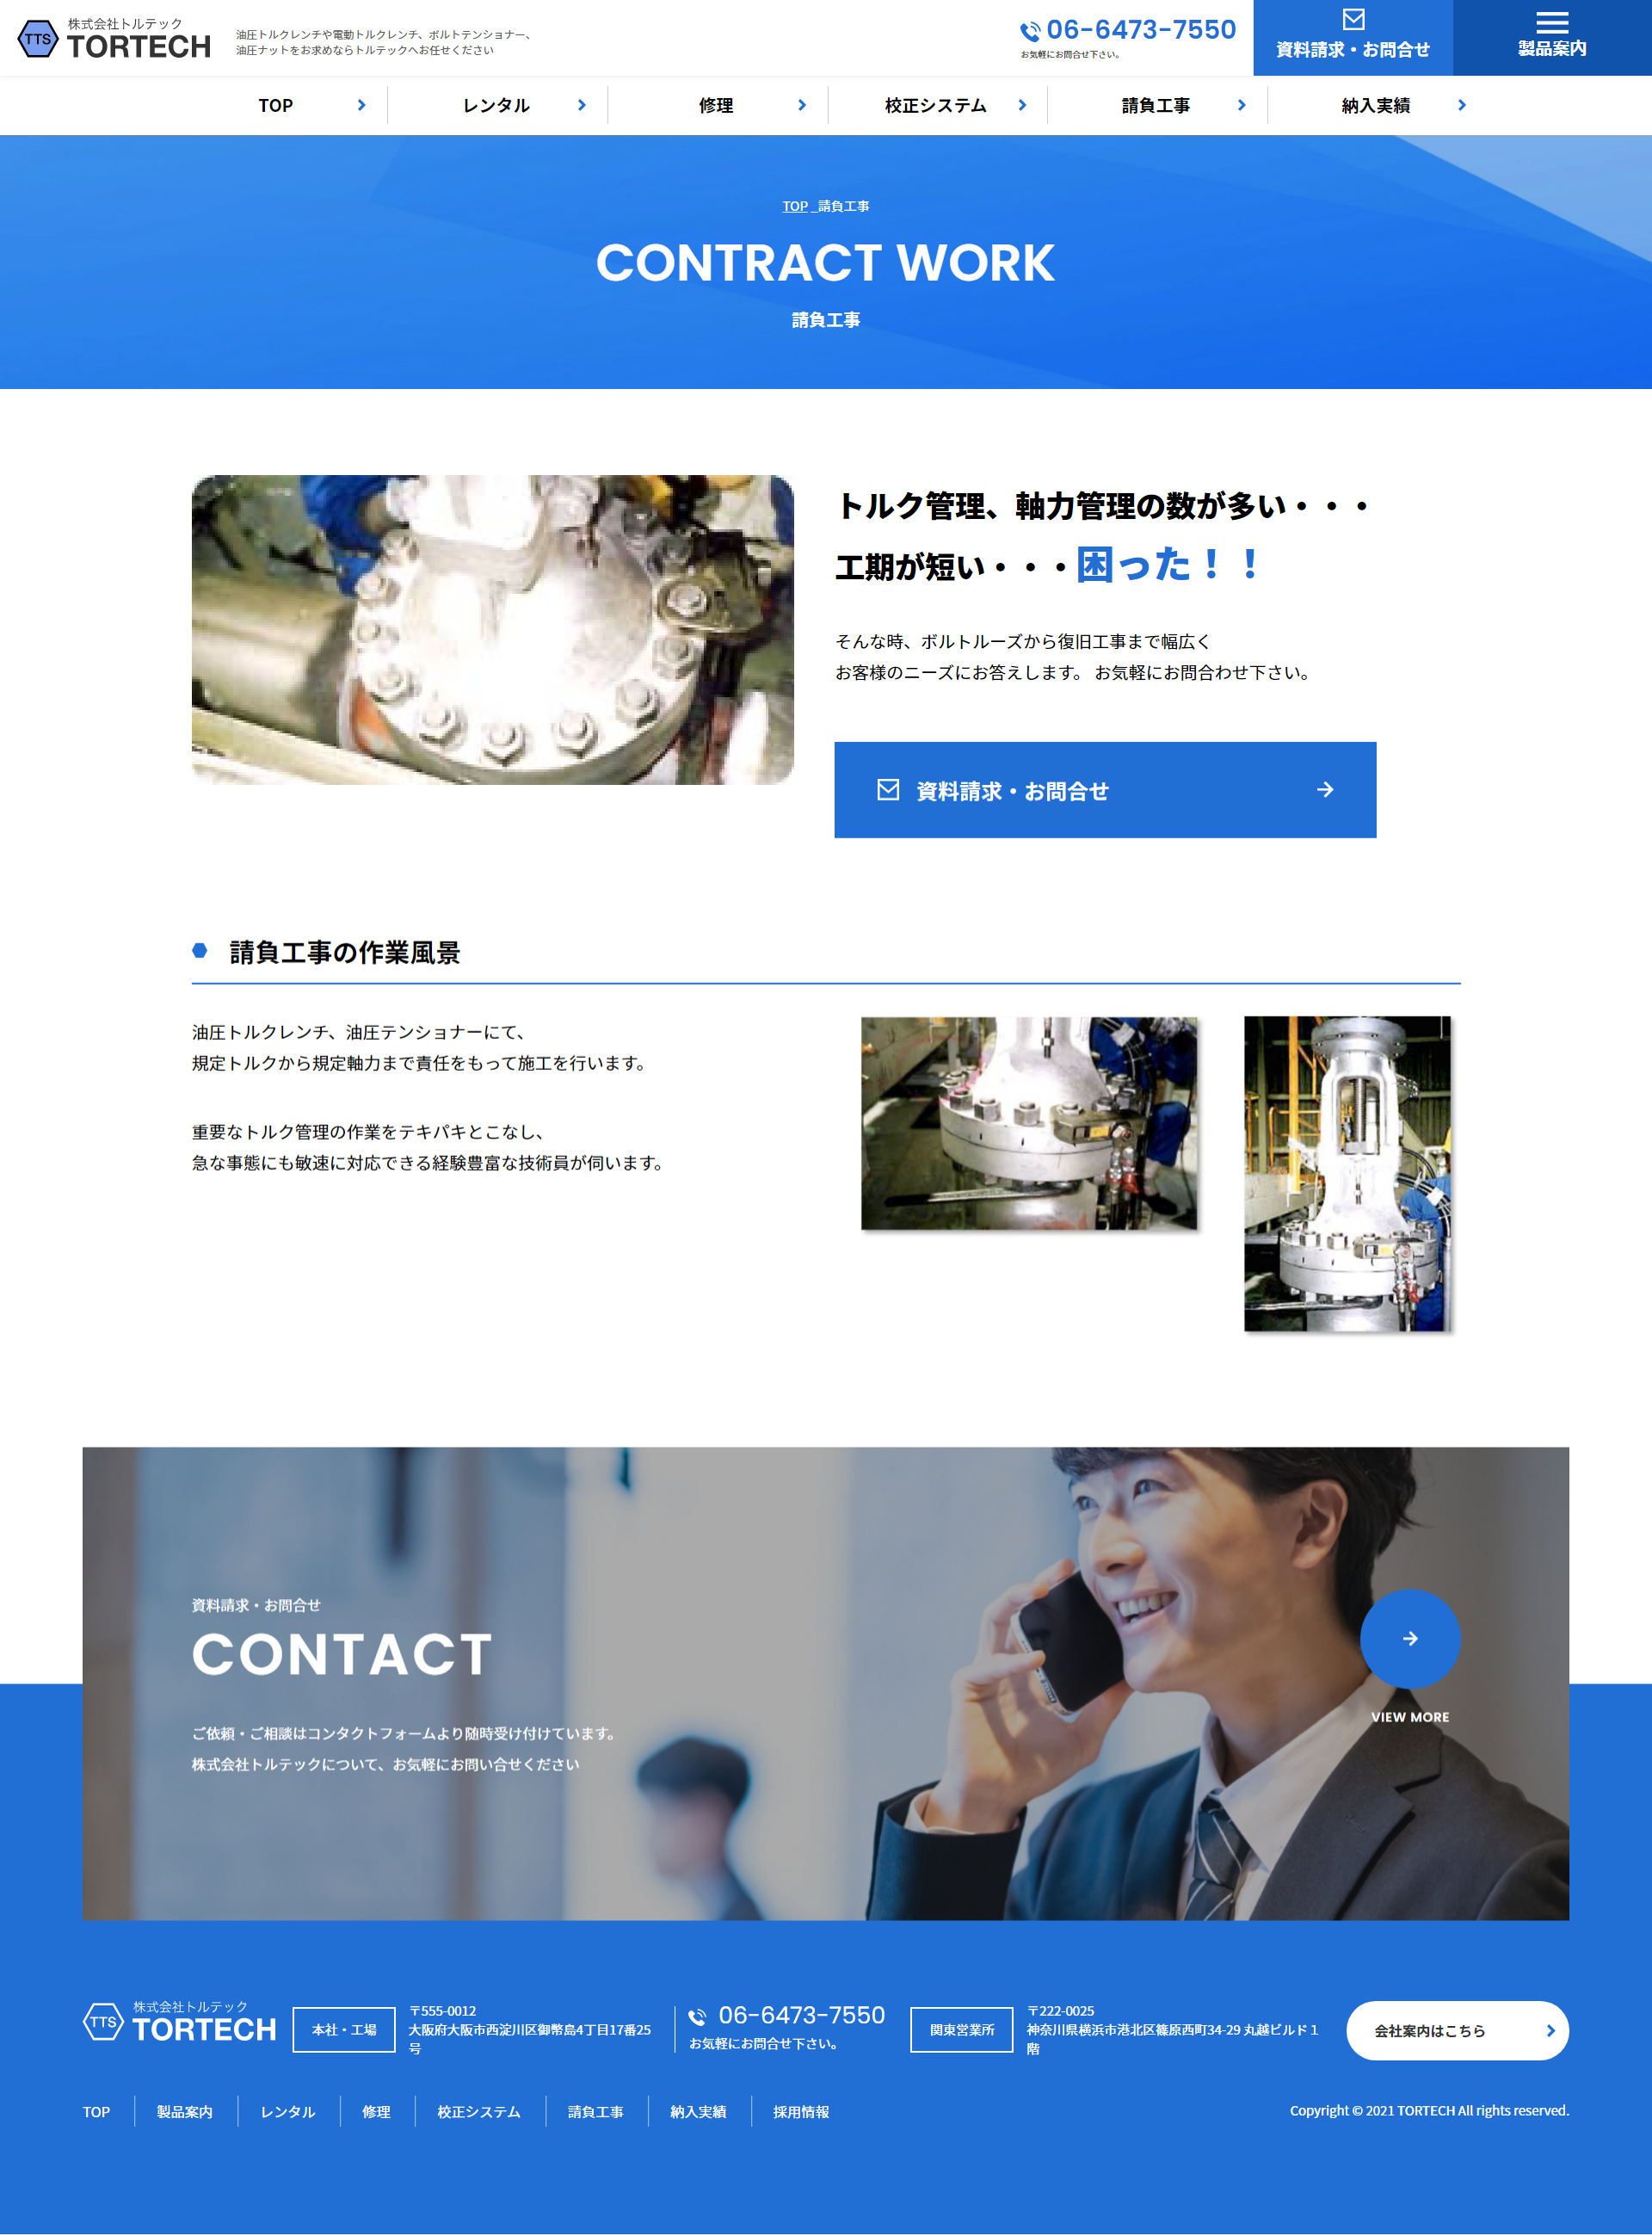 TTS
株式会社トルテック
TORTECH
油圧トルクレンチや電動トルクレンチ、ボルトテンショナー、
油圧ナットをお求めならトルテックへお任せください
06-6473-7550
お気軽にお問合せ下さい。
資料請求・お問合せ
製品案内
TOP
レンタル
修理
校正システム
請負工事
納入実績
TOP _請負工事
CONTRACT WORK
請負工事
トルク管理、軸力管理の数が多い・・・
工期が短い・・・困った！！
そんな時、ボルトルーズから復旧工事まで幅広く
お客様のニーズにお答えします。 お気軽にお問合わせ下さい。
資料請求・お問合せ
請負工事の作業風景
油圧トルクレンチ、油圧テンショナーにて、
規定トルクから規定軸力まで責任をもって施工を行います。
重要なトルク管理の作業をテキパキとこなし、
急な事態にも敏速に対応できる経験豊富な技術員が伺います。
資料請求・お問合せ
CONTACT
ご依頼・ご相談はコンタクトフォームより随時受け付けています。
株式会社トルテックについて、お気軽にお問い合せください
VIEW MORE
TTS
株式会社トルテック
TORTECH
本社・工場
〒555-0012
大阪府大阪市西淀川区御幣島4丁目17番25
号
06-6473-7550
お気軽にお問合せ下さい。
関東営業所
〒222-0025
神奈川県横浜市港北区篠原西町34-29 丸越ビルド１
階
会社案内はこちら
TOP
製品案内
レンタル
修理
校正システム
請負工事
納入実績
採用情報
Copyright © 2021 TORTECH All rights reserved.